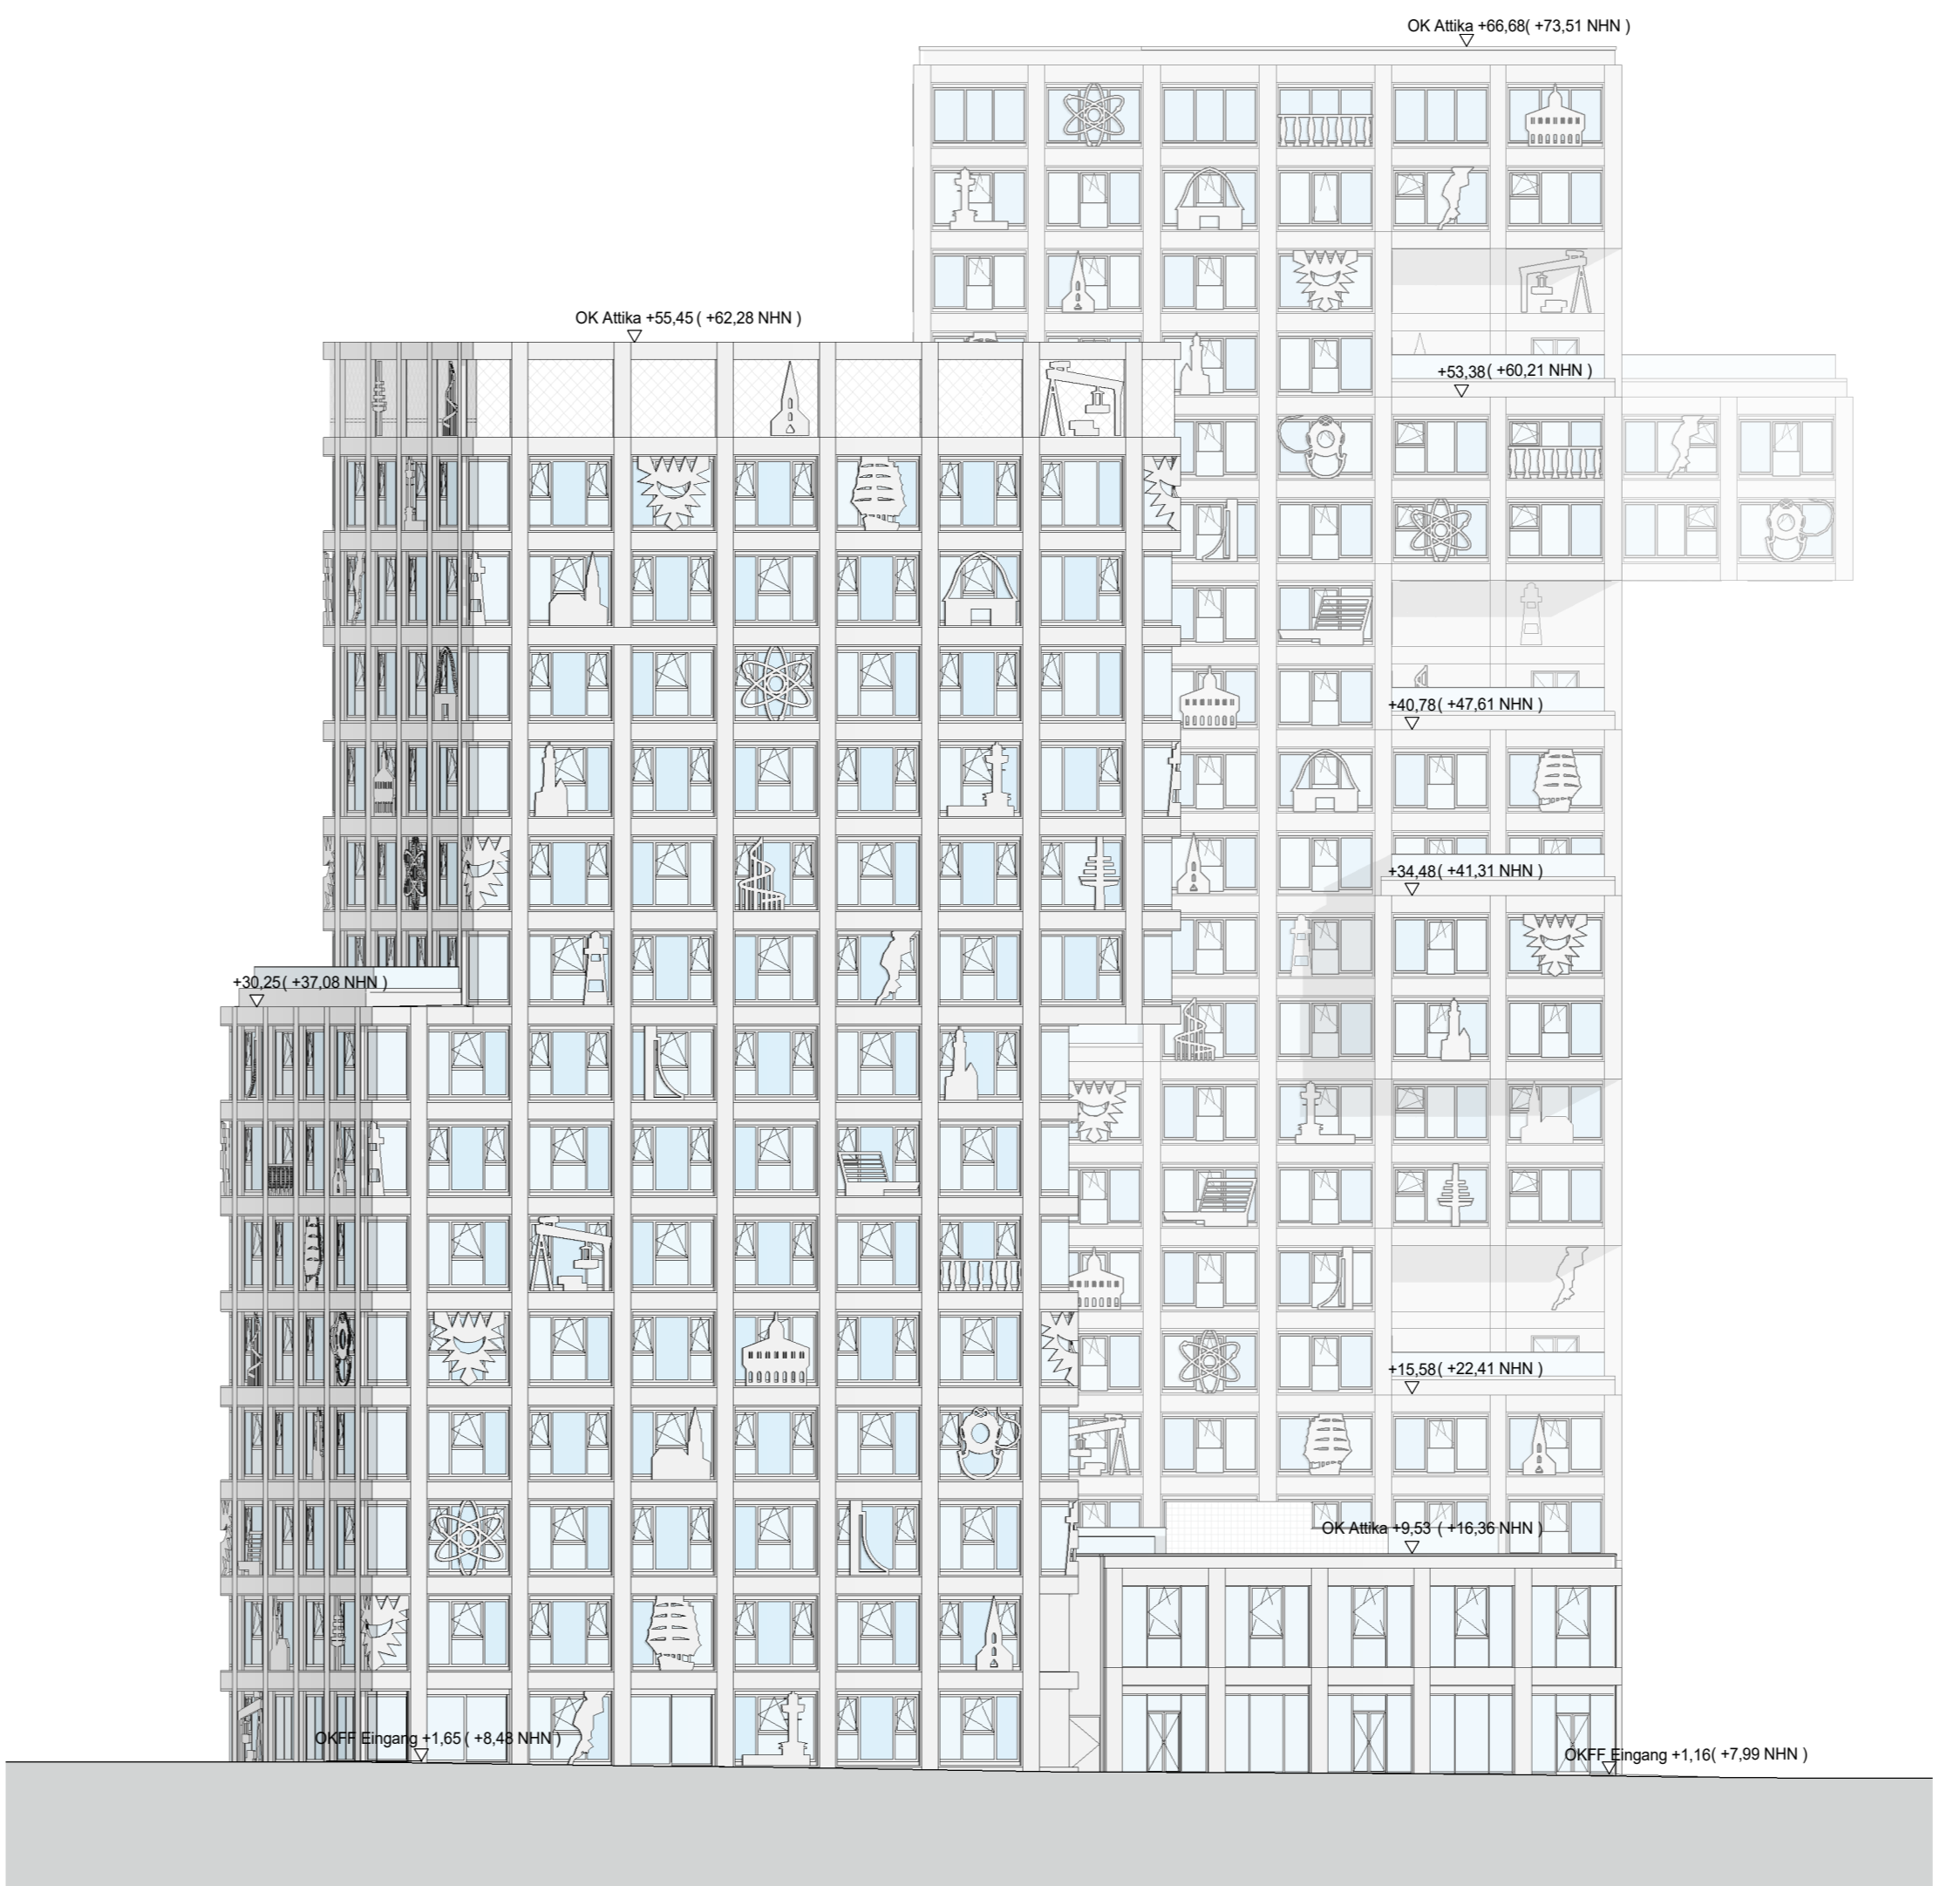 OK Attika +66,68( +73,51 NHN )
OK Attika +55,45 ( +62,28 NHN )
+53,38( +60,21 NHN )
+40,78( +47,61 NHN )
+34,48( +41,31 NHN )
+30,25( +37,08 NHN )
+15,58( +22,41 NHN )
OK Attika +9,53 ( +16,36 NHN )
OKFF Eingang +1,65 ( +8,48 NHN )
OKFF Eingang +1,16( +7,99 NHN )